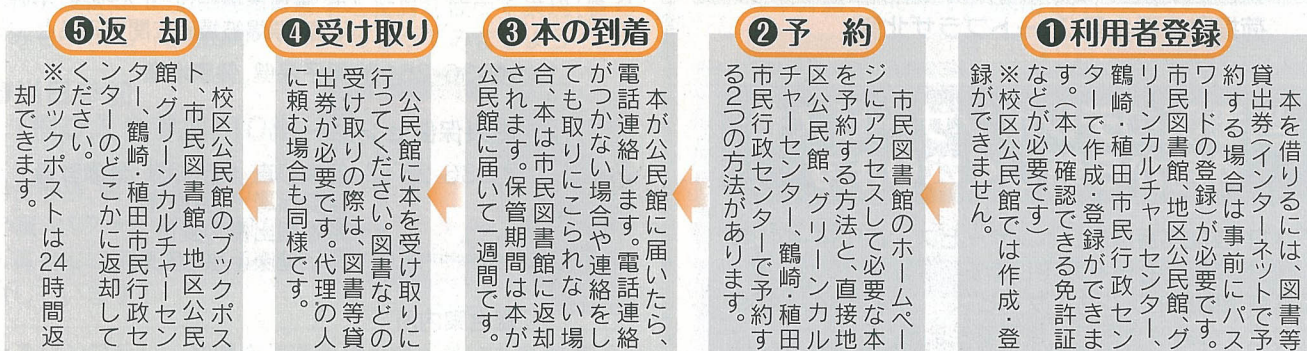 ❶利用者登録
本を借りるには、図書等
貸出券(インターネットで予
約する場合は事前にパス
ワードの登録)が必要です。
市民図書館、地区公民館、グ
リーンカルチャーセンター、
鶴崎・稙田市民行政セン
ターで作成・登録ができま
す。(本人確認できる免許証
などが必要です)
※校区公民館では作成・登
録ができません。
❷予 約
市民図書館のホームペー
ジにアクセスして必要な本
を予約する方法と、直接地
区公民館、グリーンカル
チャーセンター、鶴崎・稙田
市民行政センターで予約す
る2つの方法があります。
❸本の到着
本が公民館に届いたら、
電話連絡します。電話連絡
がつかない場合や連絡をし
ても取りにこられない場
合、本は市民図書館に返却
されます。保管期間は本が
公民館に届いて一週間です。
❹受け取り
公民館に本を受け取りに
行ってください。図書などの
受け取りの際は、図書等貸
出券が必要です。代理の人
に頼む場合も同様です。
❺返 却
校区公民館のブックポス
ト、市民図書館、地区公民
館、グリーンカルチャーセン
ター、鶴崎・稙田市民行政セ
ンターのどこかに返却して
ください。
※ブックポストは24時間返
却できます。